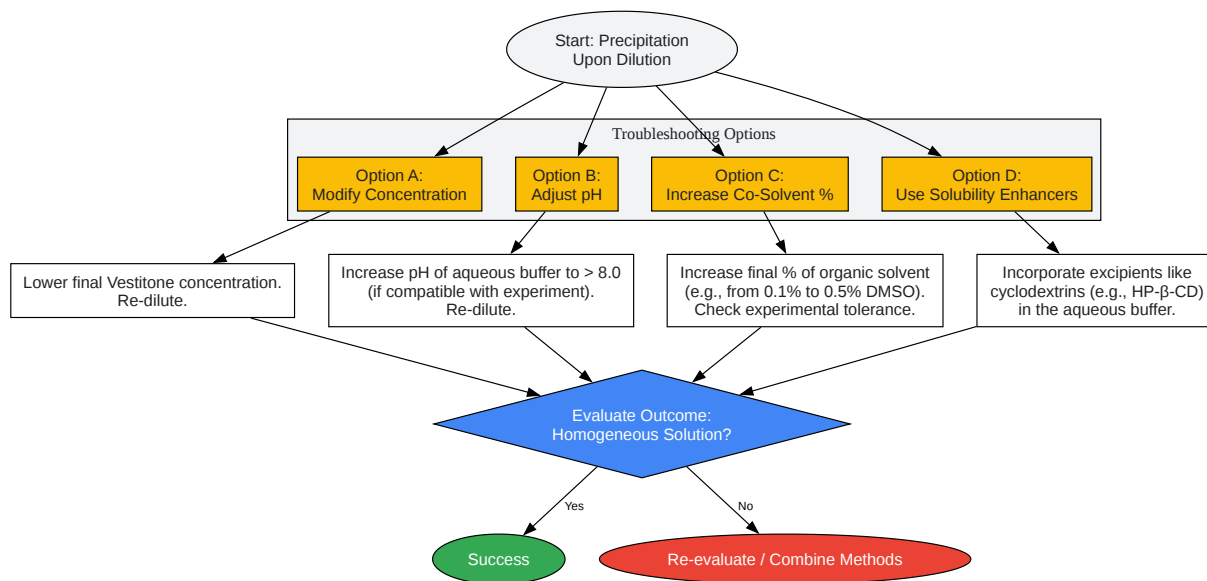 Start: Precipitation
Upon Dilution
Troubleshooting Options
Option A:
Modify Concentration
Option B:
Adjust pH
Option C:
Increase Co-Solvent %
Option D:
Use Solubility Enhancers
Lower final Vestitone concentration.
Re-dilute.
Increase pH of aqueous buffer to > 8.0
(if compatible with experiment).
Re-dilute.
Increase final % of organic solvent
(e.g., from 0.1% to 0.5% DMSO).
Check experimental tolerance.
Incorporate excipients like
cyclodextrins (e.g., HP-β-CD)
in the aqueous buffer.
Evaluate Outcome:
Homogeneous Solution?
Yes
No
Success
Re-evaluate / Combine Methods